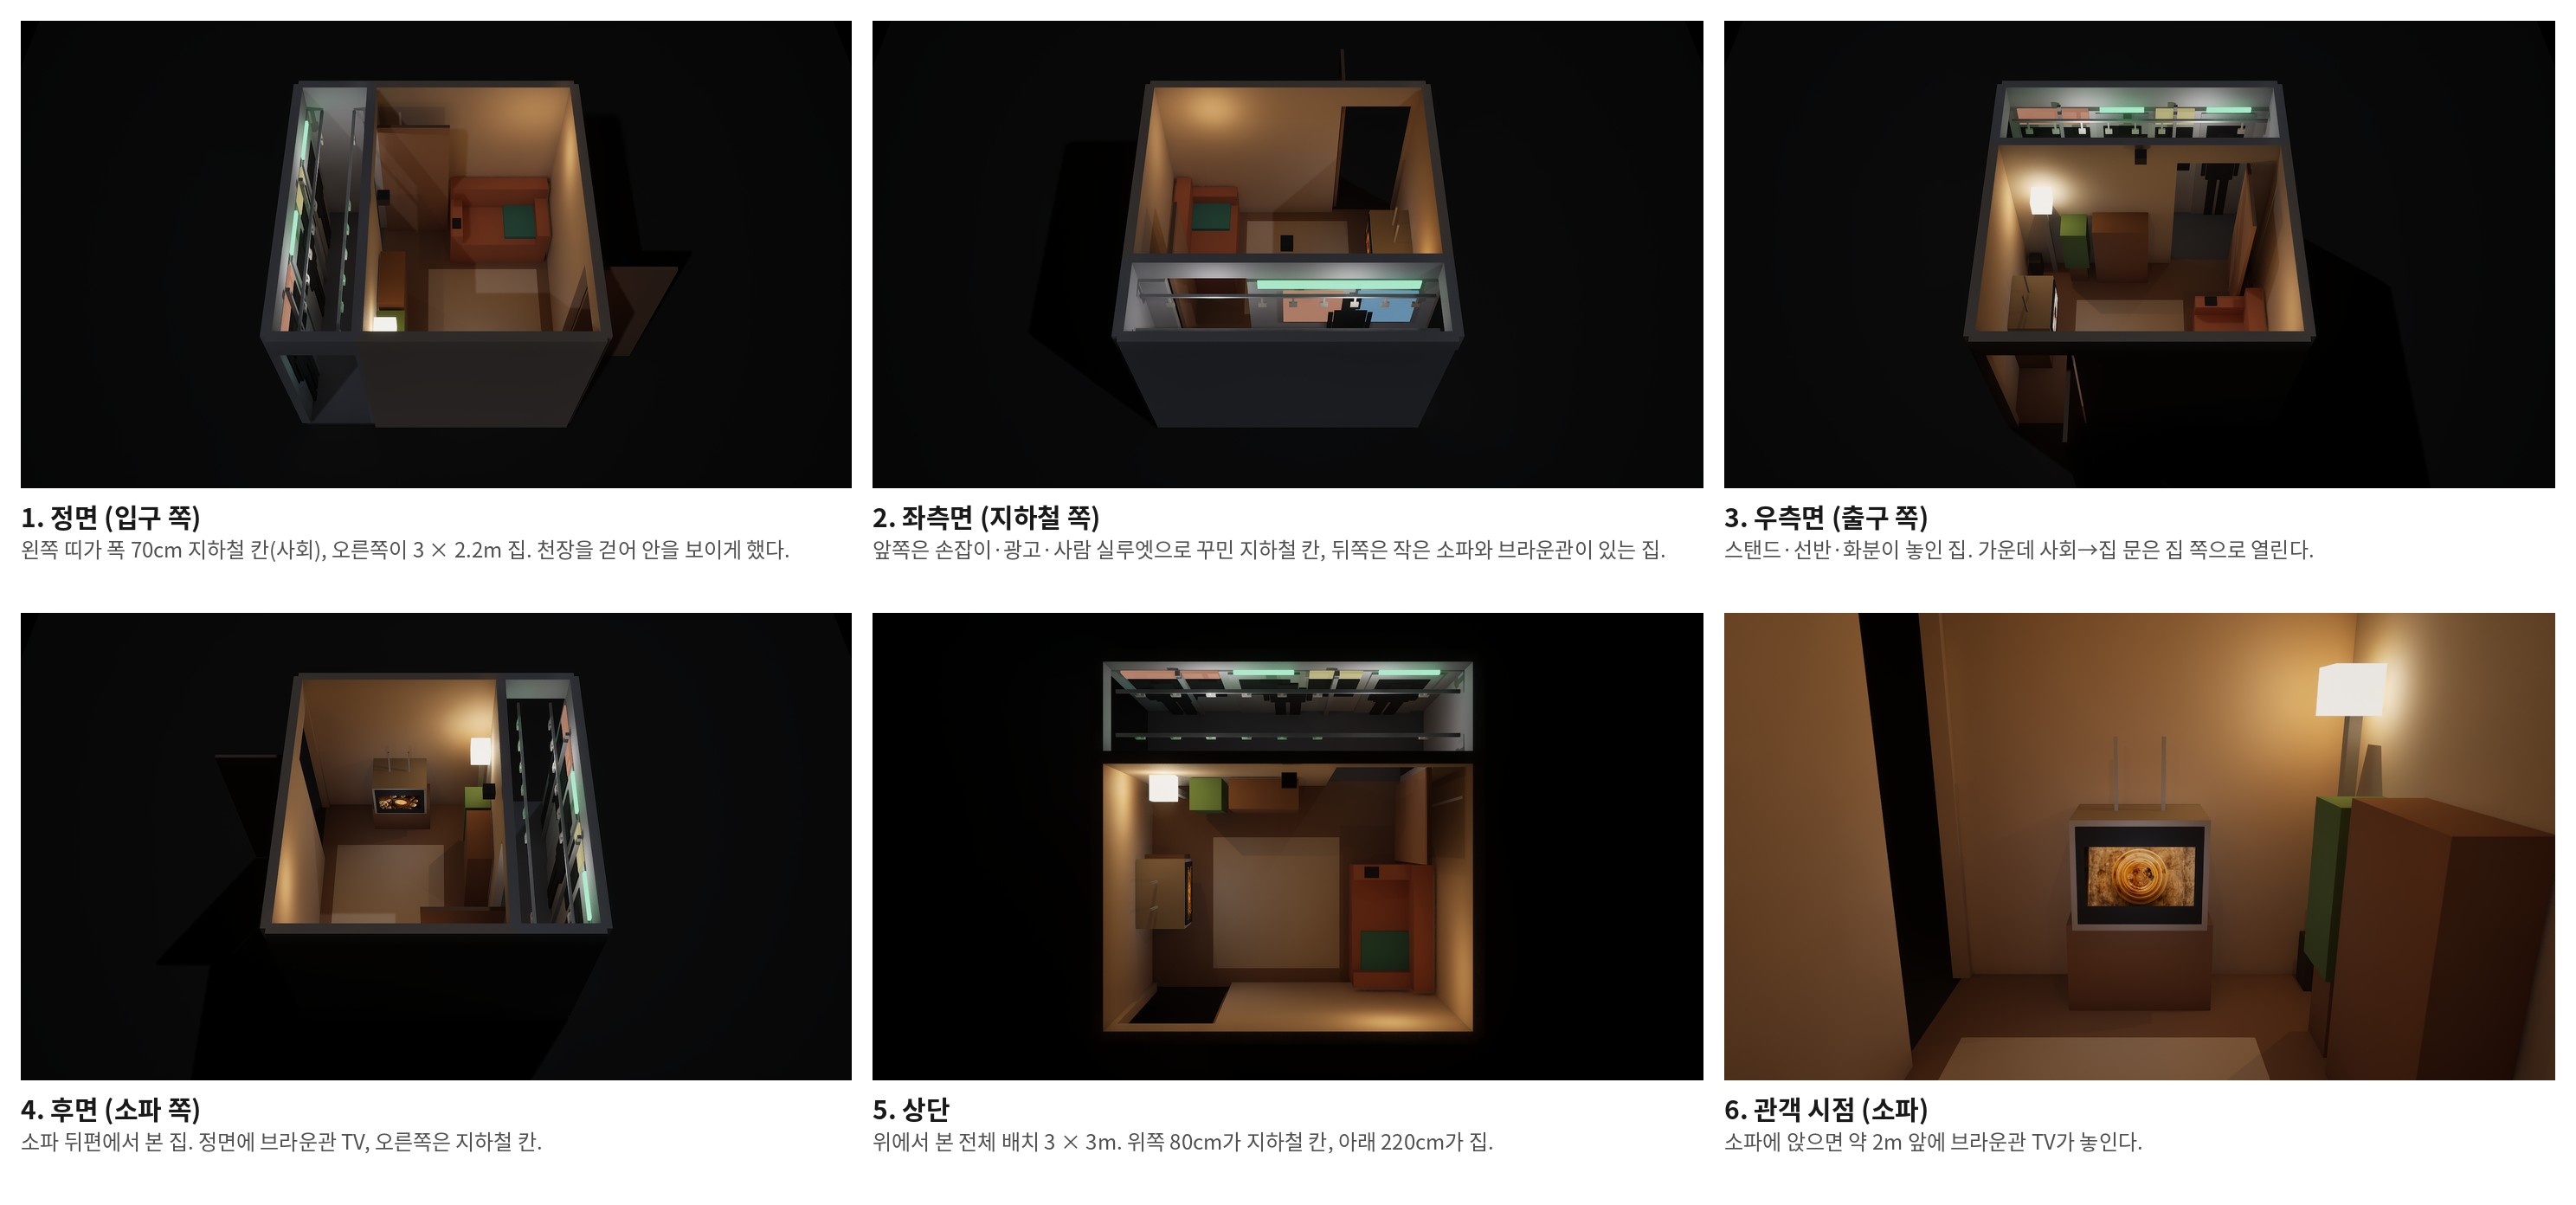 1. 정면 (입구 쪽)
왼쪽 띠가 폭 70cm 지하철 칸(사회), 오른쪽이 3 × 2.2m 집. 천장을 걷어 안을 보이게 했다.
2. 좌측면 (지하철 쪽)
앞쪽은 손잡이·광고·사람 실루엣으로 꾸민 지하철 칸, 뒤쪽은 작은 소파와 브라운관이 있는 집.
3. 우측면 (출구 쪽)
스탠드·선반·화분이 놓인 집. 가운데 사회→집 문은 집 쪽으로 열린다.
4. 후면 (소파 쪽)
소파 뒤편에서 본 집. 정면에 브라운관 TV, 오른쪽은 지하철 칸.
5. 상단
위에서 본 전체 배치 3 × 3m. 위쪽 80cm가 지하철 칸, 아래 220cm가 집.
6. 관객 시점 (소파)
소파에 앉으면 약 2m 앞에 브라운관 TV가 놓인다.